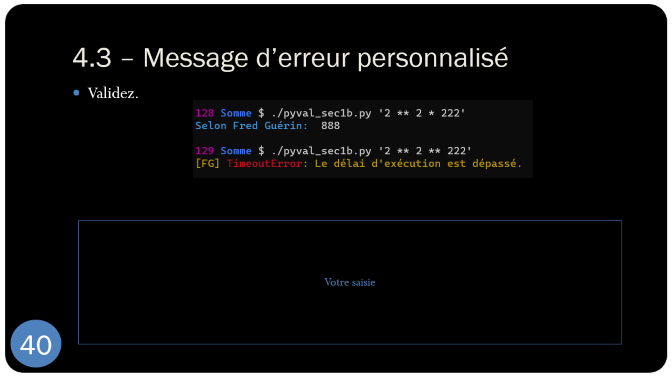 4.3 – Message d’erreur personnalisé
• Validez.
128 Somme $ ./pyval_sec1b.py '2 ** 2 * 222'
Selon Fred Guérin:  888
129 Somme $ ./pyval_sec1b.py '2 ** 2 ** 222'
[FG] TimeoutError: Le délai d'exécution est dépassé.
Votre saisie
40